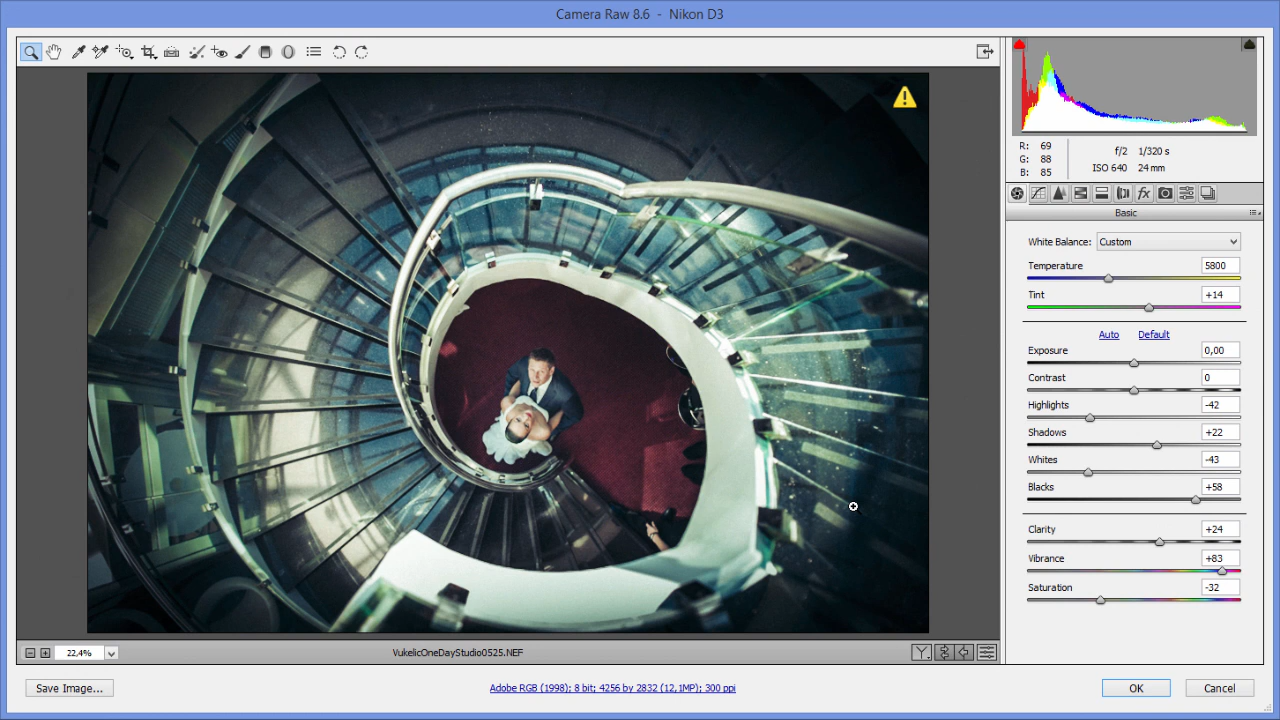 Camera Raw 8.6 - Nikon D3
R: 69
G: 88
B: 85
f/2 1/320 s
ISO 640 24 mm
fx
Basic
White Balance: Custom
Temperature 5800
Tint +14
Auto Default
Exposure 0,00
Contrast 0
Highlights -42
Shadows +22
Whites -43
Blacks +58
Clarity +24
Vibrance +83
Saturation -32
22,4%
VukelicOneDayStudio0525.NEF
Y
Save Image...
Adobe RGB (1998); 8 bit; 4256 by 2832 (12,1MP); 300 ppi
OK
Cancel